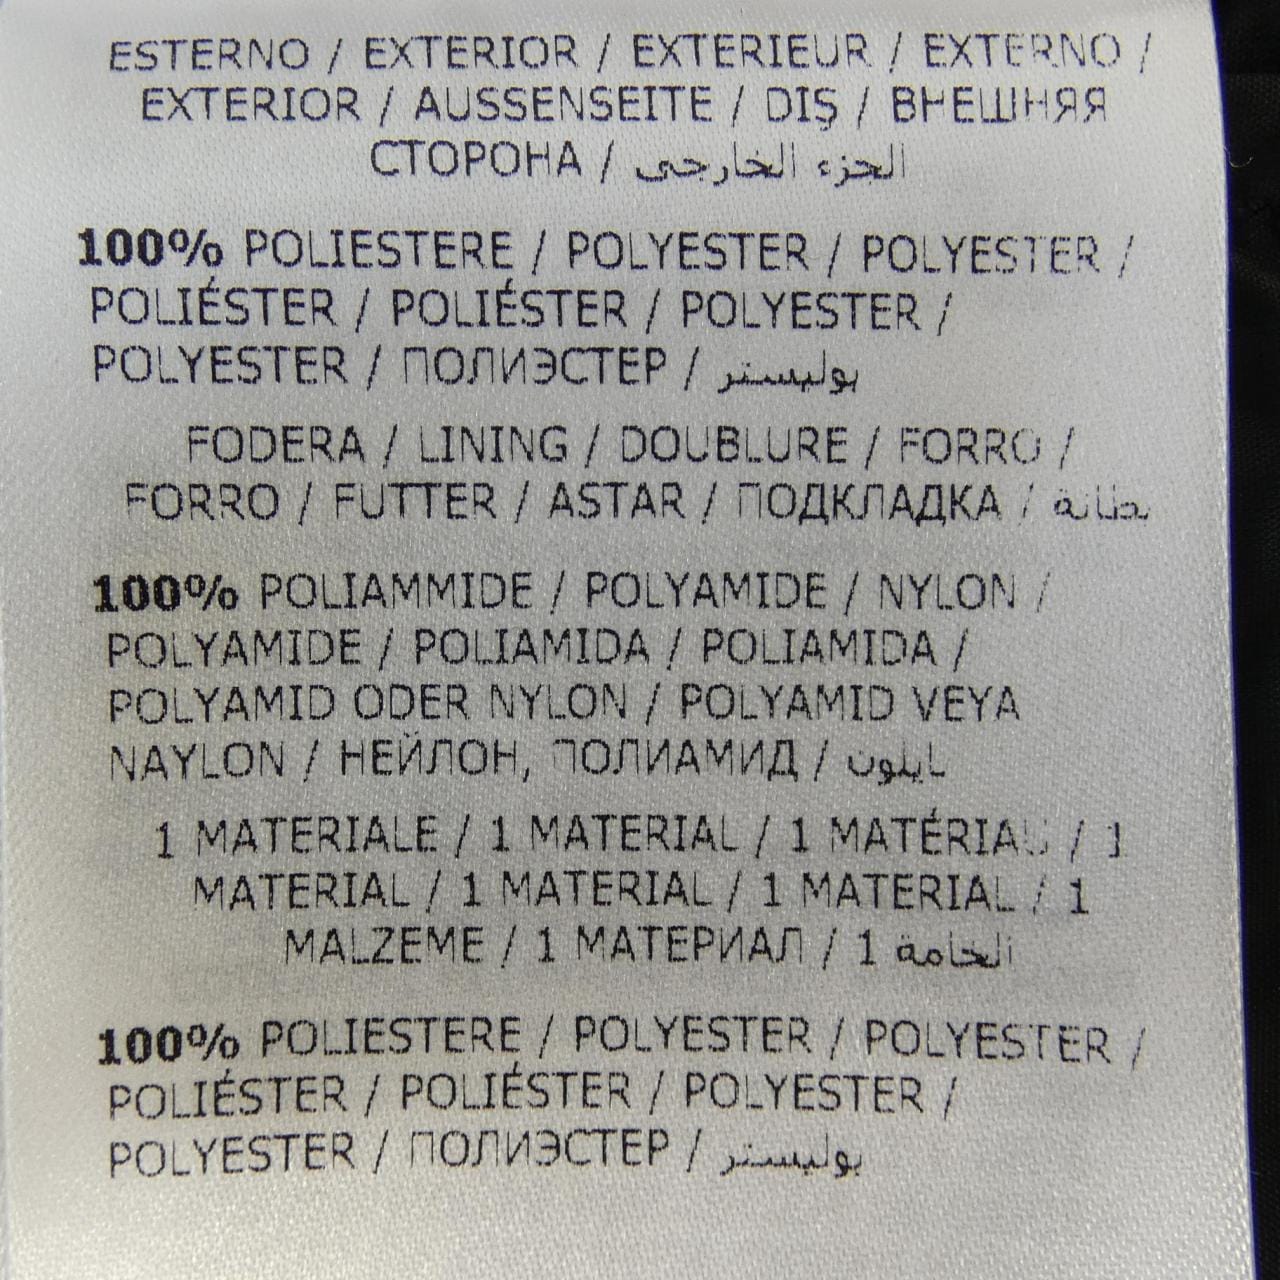 ESTERNO / EXTERIOR / EXTERIEUR / EXTERNO /
EXTERIOR / AUSSENSEITE / DIŞ / ВНЕШНЯЯ
СТОРОНА / الجزء الخارجى
100% POLIESTERE / POLYESTER / POLYESTER /
POLIÉSTER / POLIÉSTER / POLYESTER /
POLYESTER / ПОЛИЭСТЕР / بوليستر
FODERA / LINING / DOUBLURE / FORRO /
FORRO / FUTTER / ASTAR / ПОДКЛАДКА / بطانة
100% POLIAMMIDE / POLYAMIDE / NYLON /
POLYAMIDE / POLIAMIDA / POLIAMIDA /
POLYAMID ODER NYLON / POLYAMID VEYA
NAYLON / НЕЙЛОН, ПОЛИАМИД / نايلون
1 MATERIALE / 1 MATERIAL / 1 MATÉRIAU / 1
MATERIAL / 1 MATERIAL / 1 MATERIAL / 1
MALZEME / 1 МАТЕРИАЛ / 1 الخامة
100% POLIESTERE / POLYESTER / POLYESTER /
POLIÉSTER / POLIÉSTER / POLYESTER /
POLYESTER / ПОЛИЭСТЕР / بوليستر